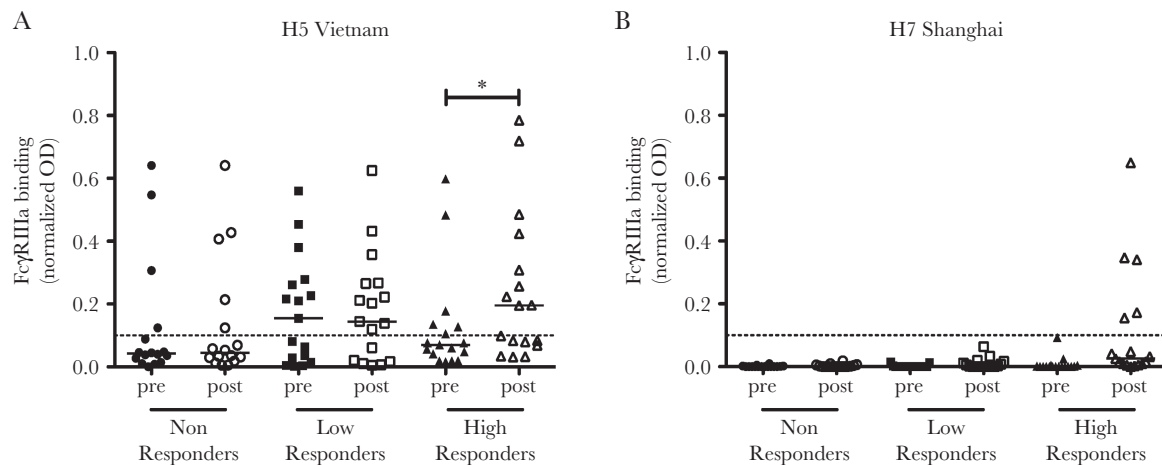 A
H5 Vietnam
FcγRIIIa binding
(normalized OD)
1.0
0.8
0.6
0.4
0.2
0.0
*
pre post pre post pre post
Non Low High
Responders Responders Responders
B
H7 Shanghai
FcγRIIIa binding
(normalized OD)
1.0
0.8
0.6
0.4
0.2
0.0
pre post pre post pre post
Non Low High
Responders Responders Responders